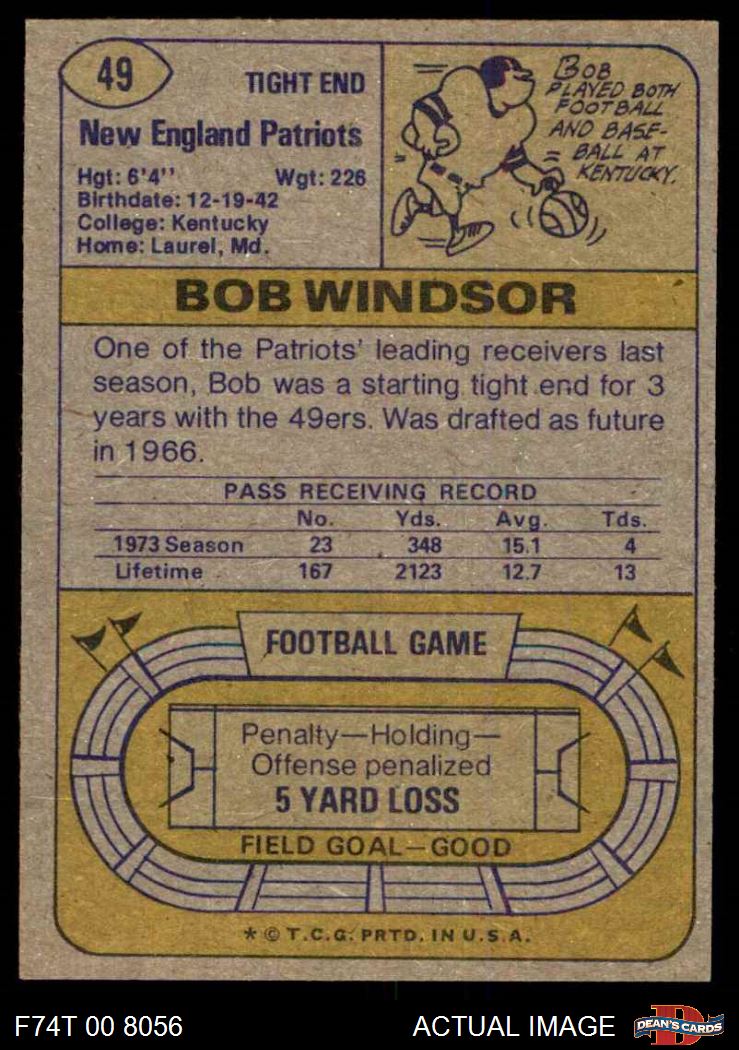 49
TIGHT END
New England Patriots
Hgt: 6'4'' Wgt: 226
Birthdate: 12-19-42
College: Kentucky
Home: Laurel, Md.
BOB
PLAYED BOTH
FOOTBALL
AND BASE-
BALL AT
KENTUCKY.
BOB WINDSOR
One of the Patriots' leading receivers last
season, Bob was a starting tight end for 3
years with the 49ers. Was drafted as future
in 1966.
PASS RECEIVING RECORD
No. Yds. Avg. Tds.
1973 Season 23 348 15.1 4
Lifetime 167 2123 12.7 13
FOOTBALL GAME
Penalty—Holding—
Offense penalized
5 YARD LOSS
FIELD GOAL—GOOD
* © T.C.G. PRTD. IN U.S.A.
F74T 00 8056 ACTUAL IMAGE
D
DEAN'S CARDS